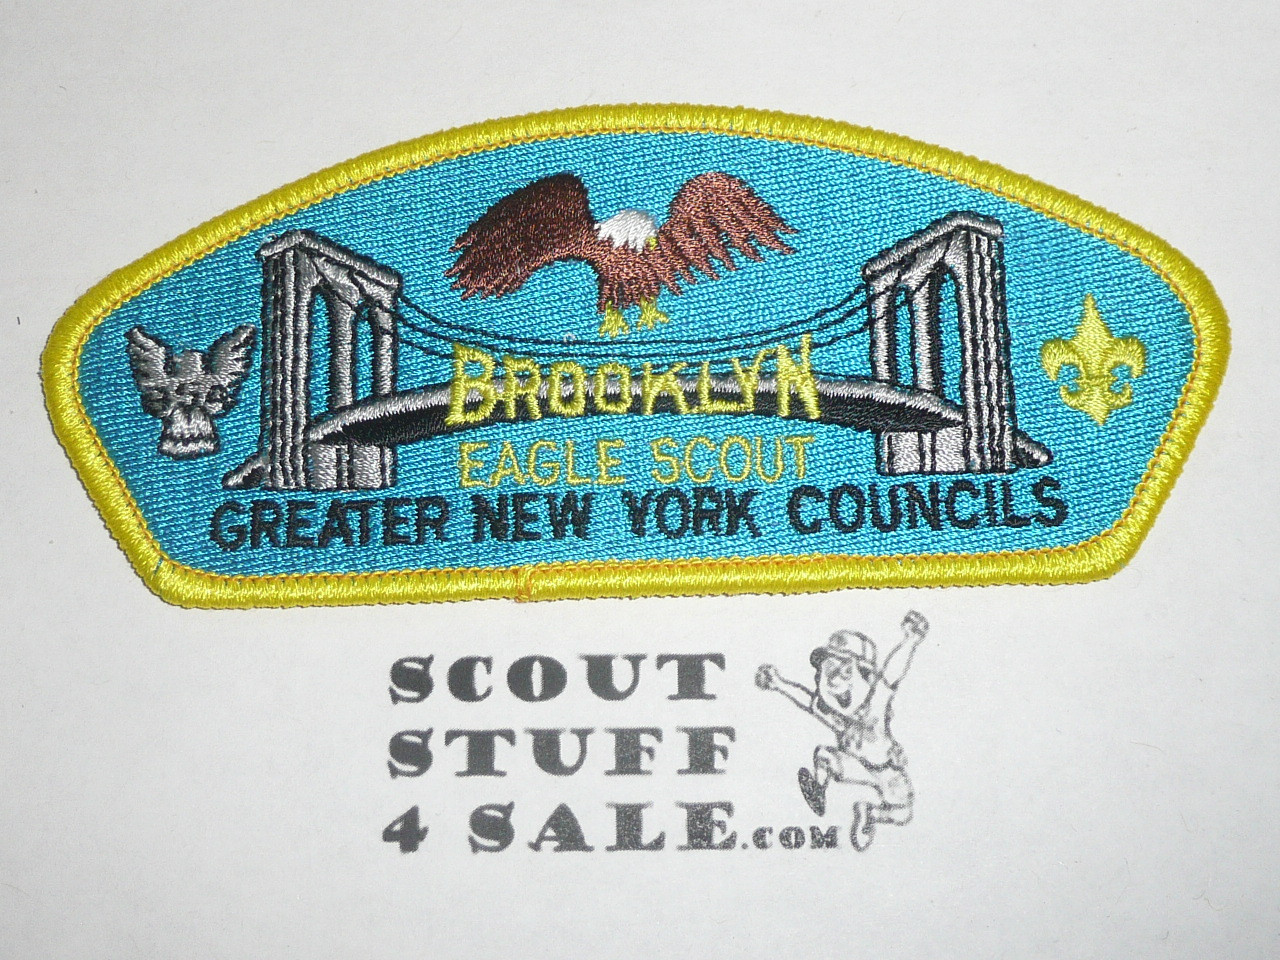 BROOKLYN
EAGLE SCOUT
GREATER NEW YORK COUNCILS
SCOUT
STUFF
4 SALE.COM